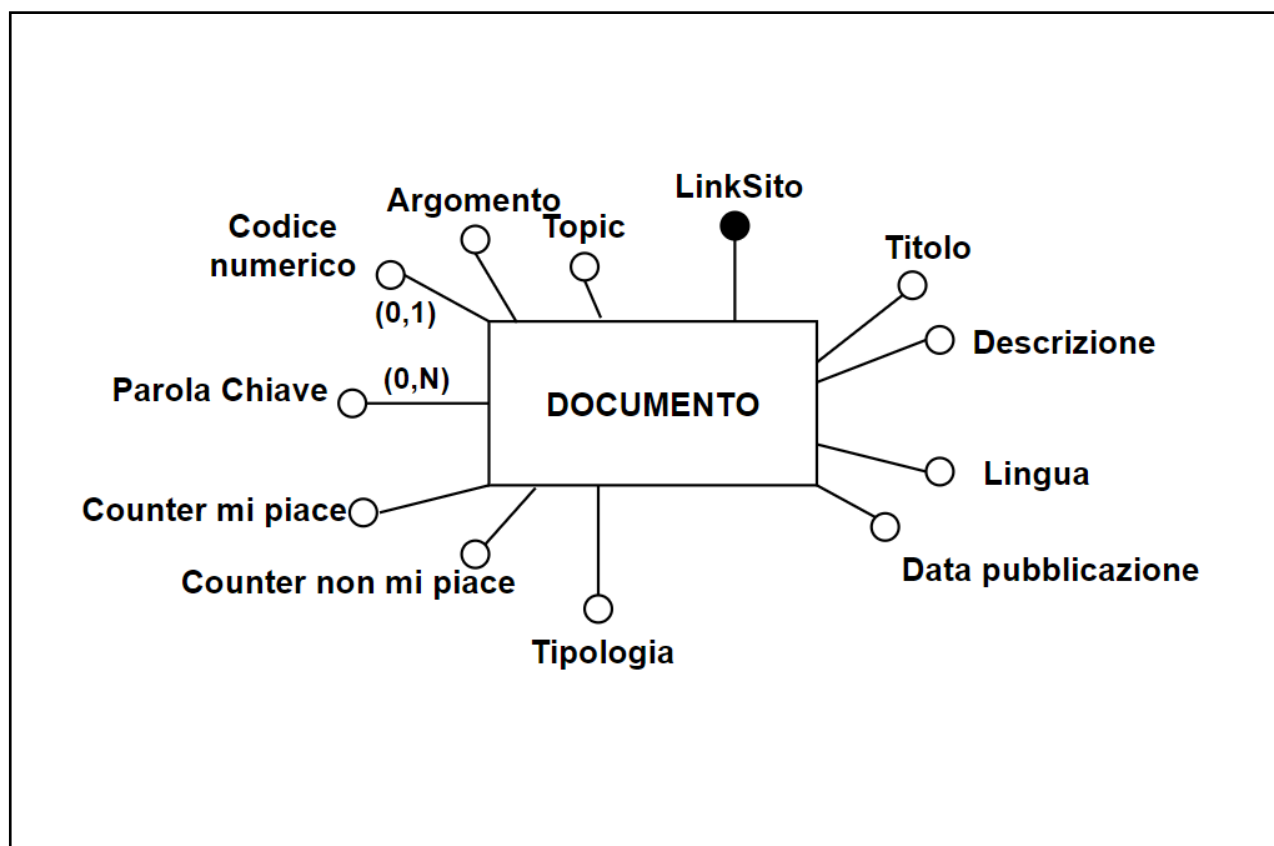 LinkSito
Argomento
Topic
Codice
numerico
Titolo
(0,1)
Descrizione
Parola Chiave
(0,N)
DOCUMENTO
Lingua
Counter mi piace
Data pubblicazione
Counter non mi piace
Tipologia